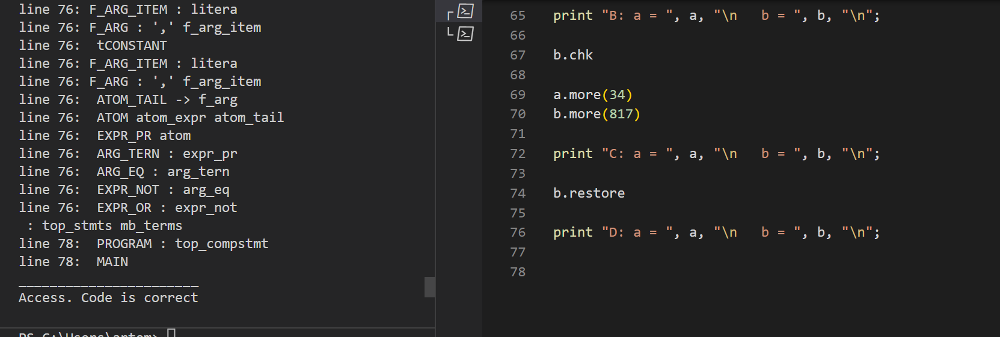 line 76: F_ARG_ITEM : litera
line 76: F_ARG : ',' f_arg_item
line 76:  tCONSTANT
line 76: F_ARG_ITEM : litera
line 76: F_ARG : ',' f_arg_item
line 76:  ATOM_TAIL -> f_arg
line 76:  ATOM atom_expr atom_tail
line 76:  EXPR_PR atom
line 76:  ARG_TERN : expr_pr
line 76:  ARG_EQ : arg_tern
line 76:  EXPR_NOT : arg_eq
line 76:  EXPR_OR : expr_not
 : top_stmts mb_terms
line 78:  PROGRAM : top_compstmt
line 78:  MAIN
_______________________
Access. Code is correct
PS C:\Users\artem>
65 print "B: a = ", a, "\n   b = ", b, "\n";
66
67 b.chk
68
69 a.more(34)
70 b.more(817)
71
72 print "C: a = ", a, "\n   b = ", b, "\n";
73
74 b.restore
75
76 print "D: a = ", a, "\n   b = ", b, "\n";
77
78